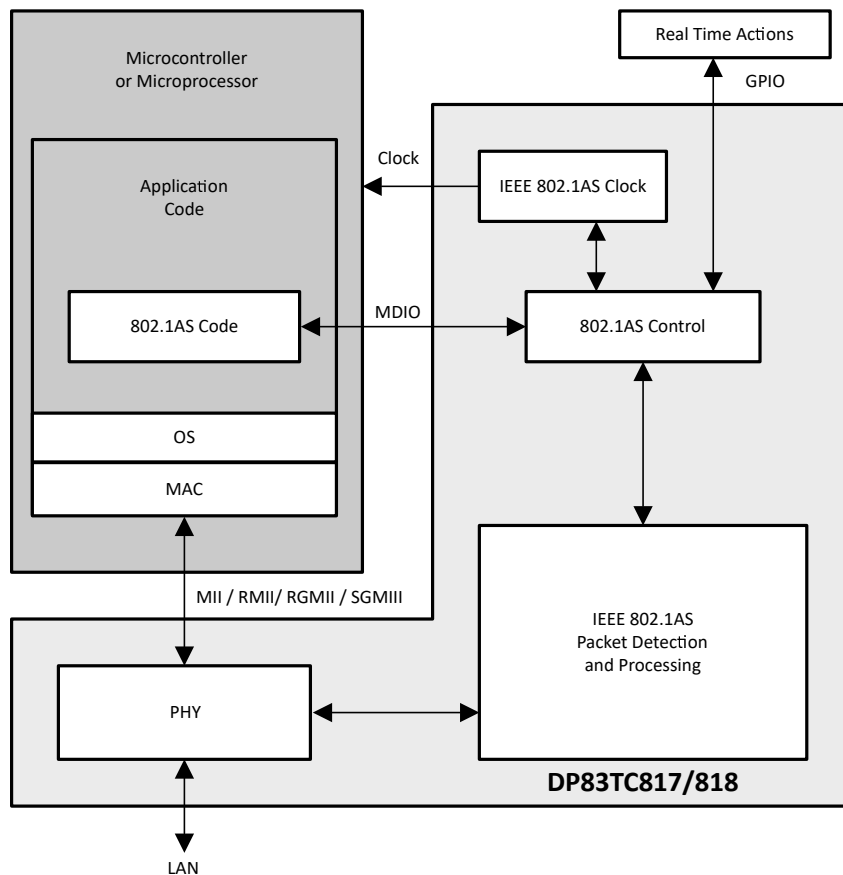 Microcontroller
or Microprocessor
Real Time Actions
GPIO
Application
Code
Clock
IEEE 802.1AS Clock
802.1AS Code
MDIO
802.1AS Control
OS
MAC
MII / RMII/ RGMII / SGMIII
IEEE 802.1AS
Packet Detection
and Processing
PHY
DP83TC817/818
LAN